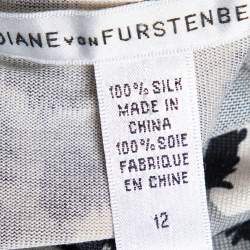 DIANE VON FURSTENBE
100% SILK
MADE IN
CHINA
100% SOIE
FABRIQUE
EN CHINE
12